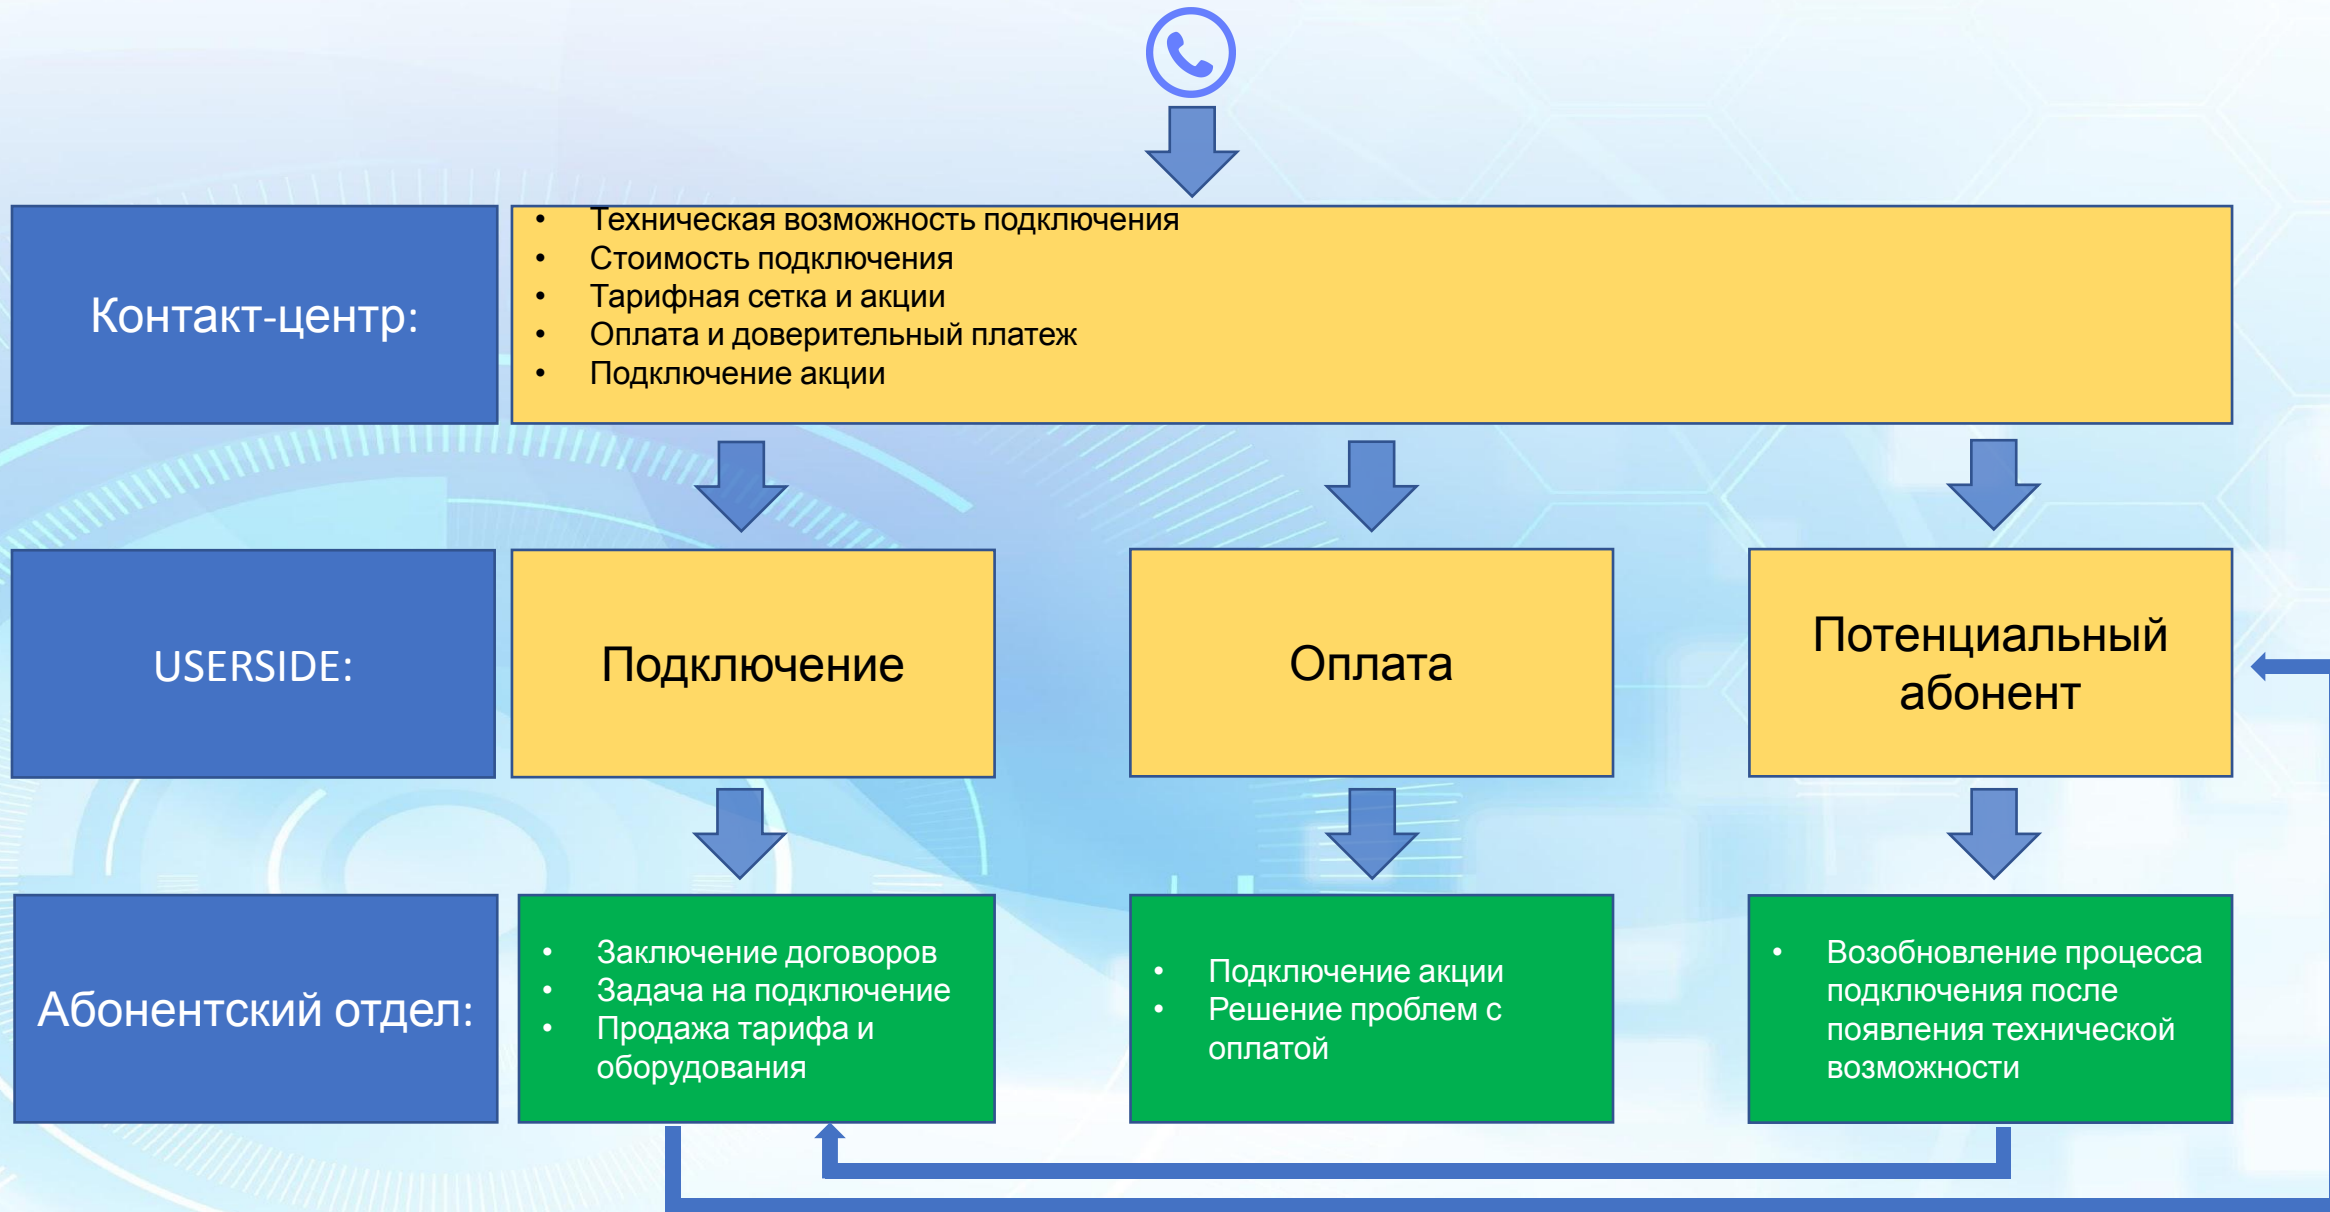 • Техническая возможность подключения
• Стоимость подключения
• Тарифная сетка и акции
• Оплата и доверительный платеж
• Подключение акции
Контакт-центр:
USERSIDE:
Подключение
Оплата
Потенциальный
абонент
Абонентский отдел:
• Заключение договоров
• Задача на подключение
• Продажа тарифа и
оборудования
• Подключение акции
• Решение проблем с
оплатой
• Возобновление процесса
подключения после
появления технической
возможности